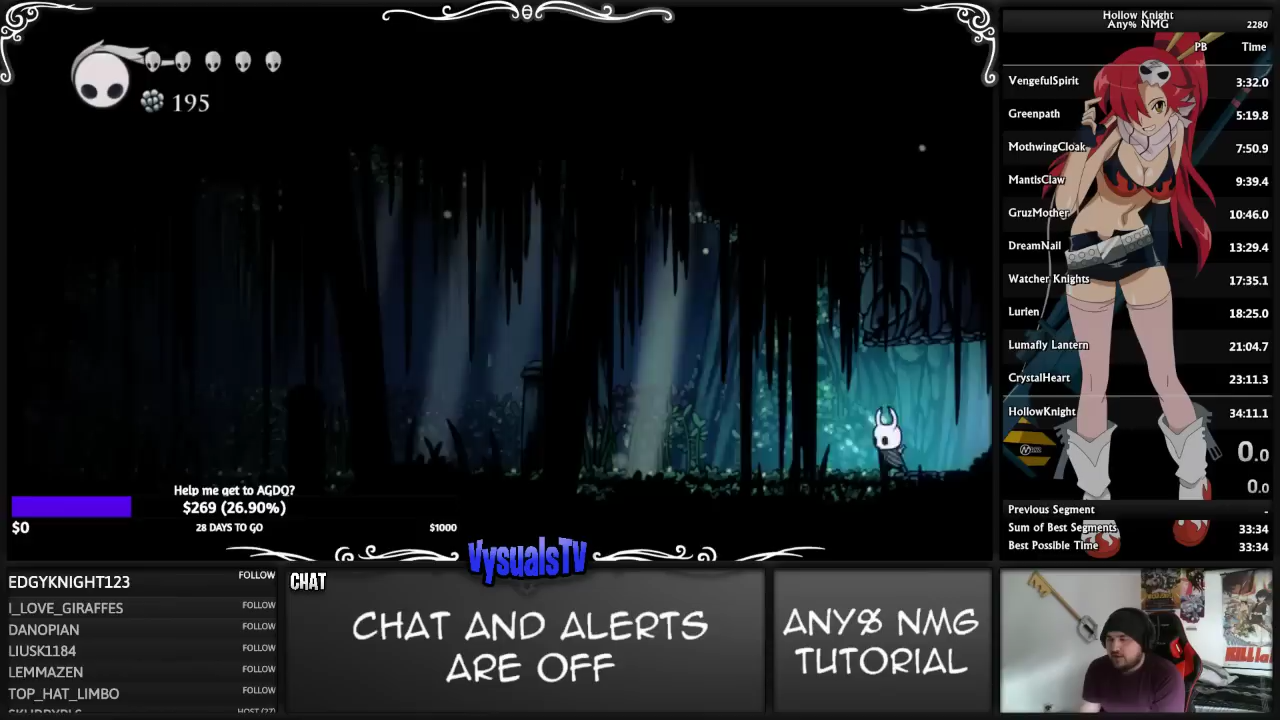 195
Help me get to AGDQ?
$269 (26.90%)
$0
28 DAYS TO GO
$1000
VysualsTV
Hollow Knight
Any% NMG
2280
PB Time
VengefulSpirit 3:32.0
Greenpath 5:19.8
MothwingCloak 7:50.9
MantisClaw 9:39.4
GruzMother 10:46.0
DreamNail 13:29.4
Watcher Knights 17:35.1
Lurien 18:25.0
Lumafly Lantern 21:04.7
CrystalHeart 23:11.3
HollowKnight 34:11.1
0.0
0.0
Previous Segment -
Sum of Best Segments 33:34
Best Possible Time 33:34
EDGYKNIGHT123 FOLLOW
I_LOVE_GIRAFFES FOLLOW
DANOPIAN FOLLOW
LIUSK1184 FOLLOW
LEMMAZEN FOLLOW
TOP_HAT_LIMBO FOLLOW
CHAT
CHAT AND ALERTS
ARE OFF
ANY% NMG
TUTORIAL